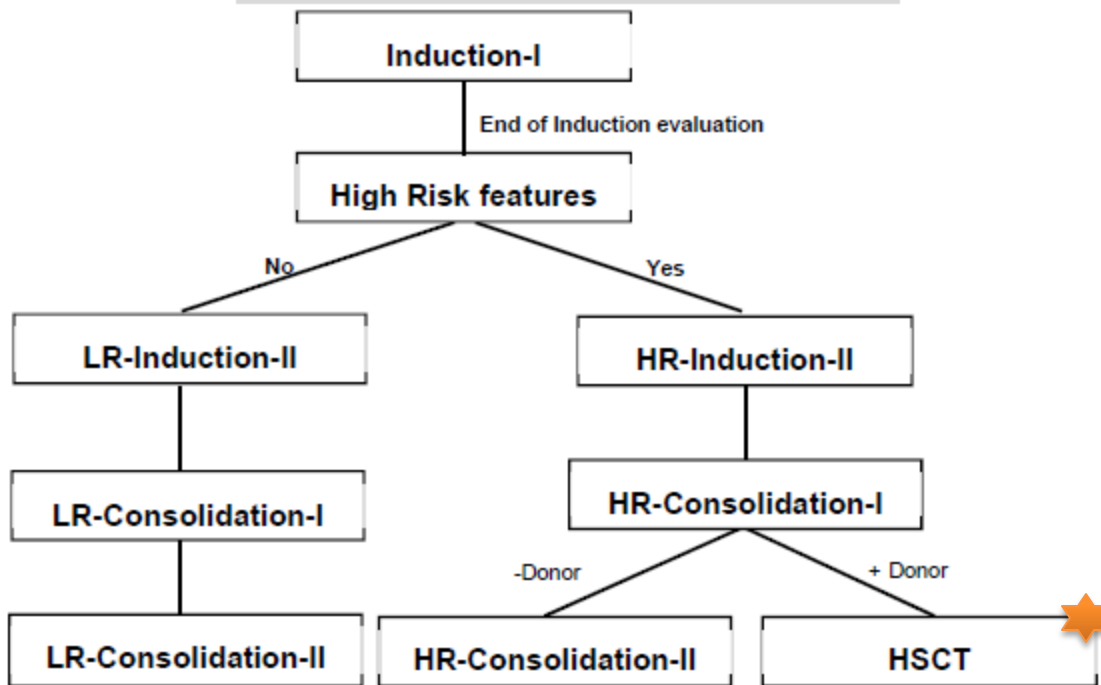 Induction-I
End of Induction evaluation
High Risk features
No
Yes
LR-Induction-II
HR-Induction-II
LR-Consolidation-I
HR-Consolidation-I
-Donor
+ Donor
LR-Consolidation-II
HR-Consolidation-II
HSCT